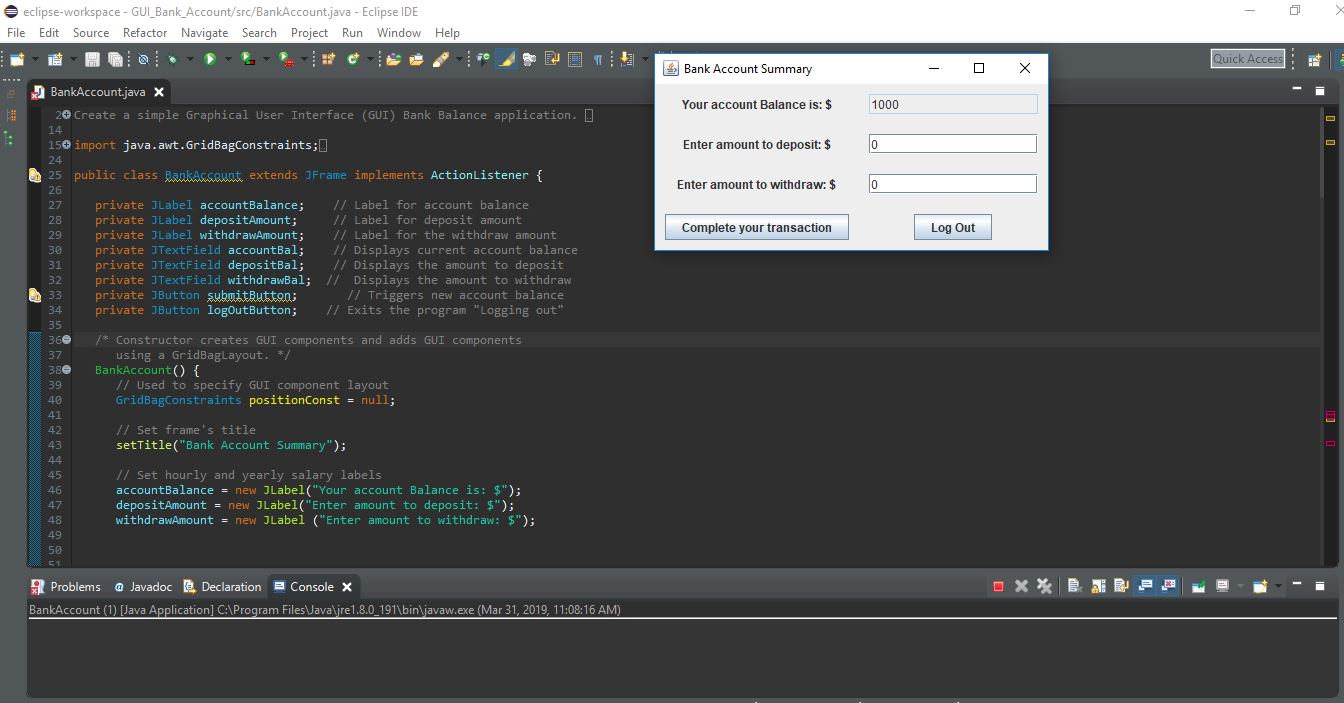 eclipse-workspace - GUI_Bank_Account/src/BankAccount.java - Eclipse IDE
File Edit Source Refactor Navigate Search Project Run Window Help
Quick Access
BankAccount.java
2 Create a simple Graphical User Interface (GUI) Bank Balance application.
14
15 import java.awt.GridBagConstraints;
24
25 public class BankAccount extends JFrame implements ActionListener {
26
27 private JLabel accountBalance; // Label for account balance
28 private JLabel depositAmount; // Label for deposit amount
29 private JLabel withdrawAmount; // Label for the withdraw amount
30 private JTextField accountBal; // Displays current account balance
31 private JTextField depositBal; // Displays the amount to deposit
32 private JTextField withdrawBal; // Displays the amount to withdraw
33 private JButton submitButton; // Triggers new account balance
34 private JButton logOutButton; // Exits the program "Logging out"
35
36 /* Constructor creates GUI components and adds GUI components
37 using a GridBagLayout. */
38 BankAccount() {
39 // Used to specify GUI component layout
40 GridBagConstraints positionConst = null;
41
42 // Set frame's title
43 setTitle("Bank Account Summary");
44
45 // Set hourly and yearly salary labels
46 accountBalance = new JLabel("Your account Balance is: $");
47 depositAmount = new JLabel("Enter amount to deposit: $");
48 withdrawAmount = new JLabel ("Enter amount to withdraw: $");
49
50
51
Bank Account Summary
Your account Balance is: $ 1000
Enter amount to deposit: $ 0
Enter amount to withdraw: $ 0
Complete your transaction Log Out
Problems @ Javadoc Declaration Console
BankAccount (1) [Java Application] C:\Program Files\Java\jre1.8.0_191\bin\javaw.exe (Mar 31, 2019, 11:08:16 AM)